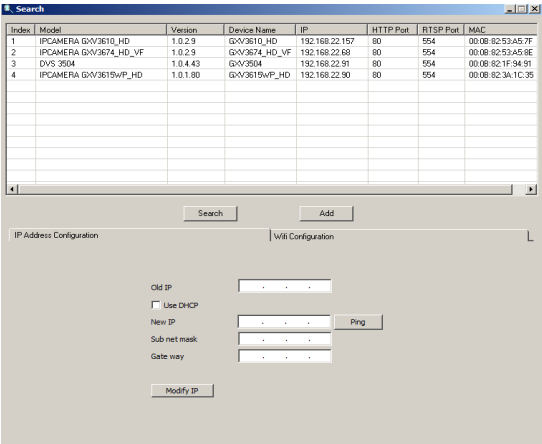 Search
Index Model Version Device Name IP HTTP Port RTSP Port MAC
1 IPCAMERA GXV3610_HD 1.0.2.9 GXV3610_HD 192.168.22.157 80 554 00:0B:82:53:A5:7F
2 IPCAMERA GXV3674_HD_VF 1.0.2.9 GXV3674_HD_VF 192.168.22.68 80 554 00:0B:82:53:A5:8E
3 DVS 3504 1.0.4.43 GXV3504 192.168.22.91 80 554 00:0B:82:1F:94:91
4 IPCAMERA GXV3615WP_HD 1.0.1.80 GXV3615WP_HD 192.168.22.90 80 554 00:0B:82:3A:1C:35
Search Add
IP Address Configuration Wifi Configuration
Old IP
Use DHCP
New IP Ping
Sub net mask
Gate way
Modify IP